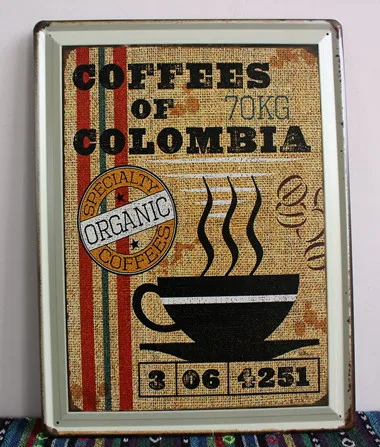 COFFEES
OF
70KG
COLOMBIA
SPECIALTY
ORGANIC
COFFEES
3 06 4251